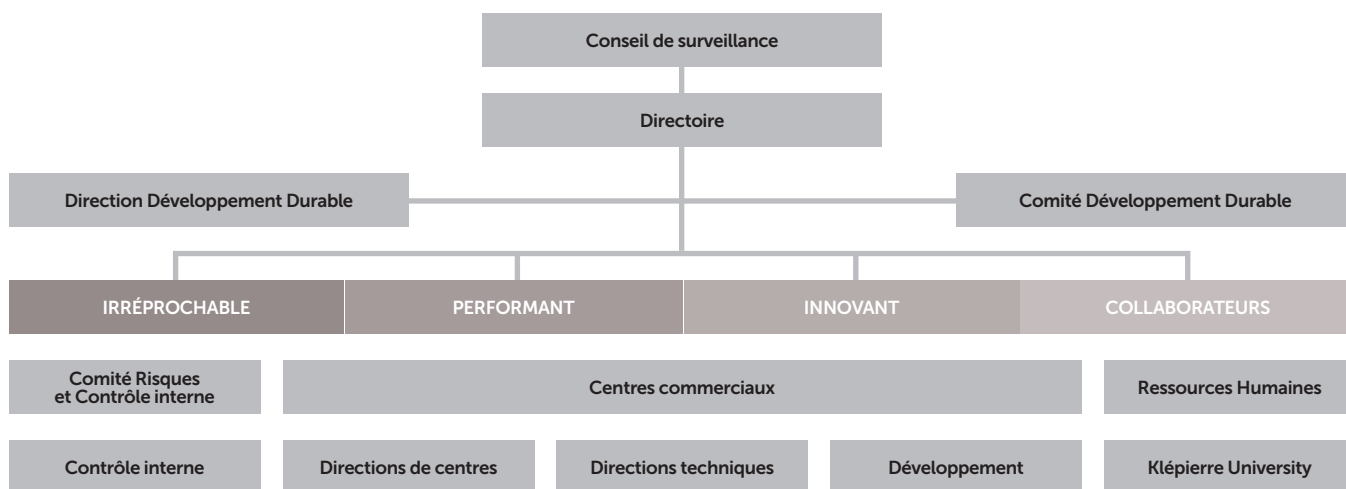 Conseil de surveillance
Directoire
Direction Développement Durable
Comité Développement Durable
IRRÉPROCHABLE
PERFORMANT
INNOVANT
COLLABORATEURS
Comité Risques
et Contrôle interne
Centres commerciaux
Ressources Humaines
Contrôle interne
Directions de centres
Directions techniques
Développement
Klépierre University